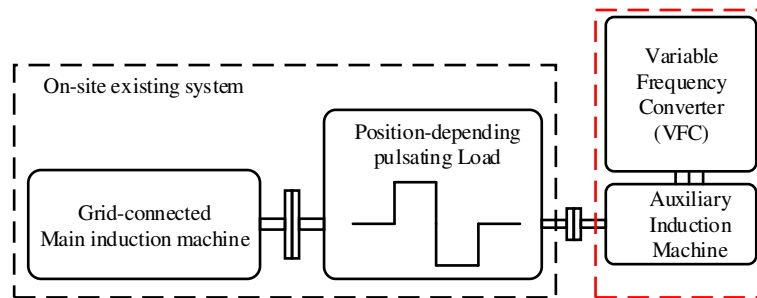 On-site existing system
Grid-connected
Main induction machine
Position-depending
pulsating Load
Variable
Frequency
Converter
(VFC)
Auxiliary
Induction
Machine